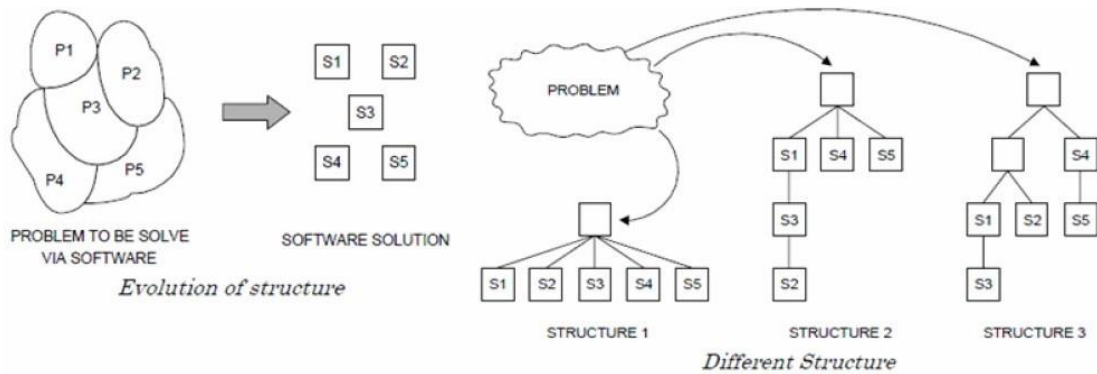 P1
P2
P3
P4
P5
PROBLEM TO BE SOLVE
VIA SOFTWARE
S1 S2
S3
S4 S5
SOFTWARE SOLUTION
Evolution of structure
PROBLEM
S1 S2 S3 S4 S5
STRUCTURE 1
S1 S4 S5
S3
S2
STRUCTURE 2
S4
S1 S2 S5
S3
STRUCTURE 3
Different Structure